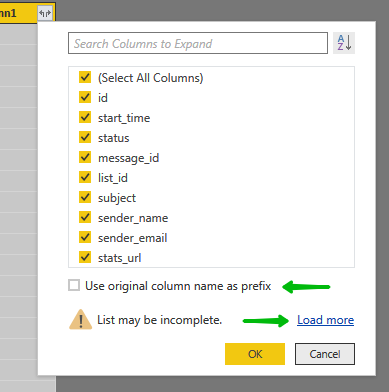 nn1
Search Columns to Expand
A
Z
(Select All Columns)
id
start_time
status
message_id
list_id
subject
sender_name
sender_email
stats_url
Use original column name as prefix
List may be incomplete. Load more
OK Cancel